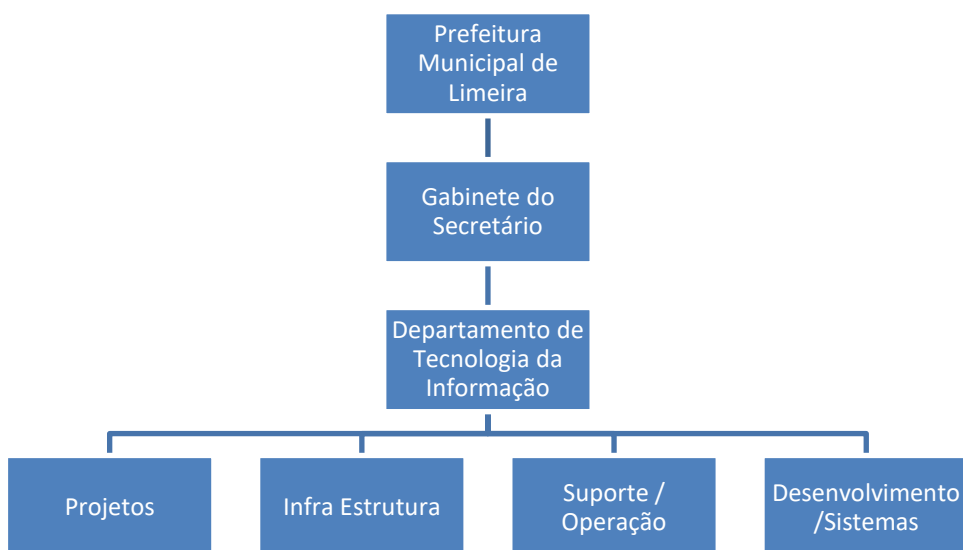 Prefeitura
Municipal de
Limeira
Gabinete do
Secretário
Departamento de
Tecnologia da
Informação
Projetos
Infra Estrutura
Suporte /
Operação
Desenvolvimento
/Sistemas